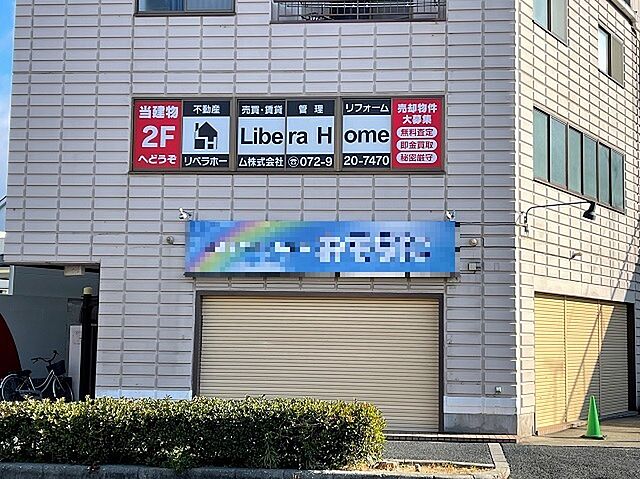 当建物
2F
へどうぞ
不動産
売買・賃貸
管理
リフォーム
Libera Home
リベラホーム株式会社 ☎072-920-7470
売却物件
大募集
無料査定
即金買取
秘密厳守